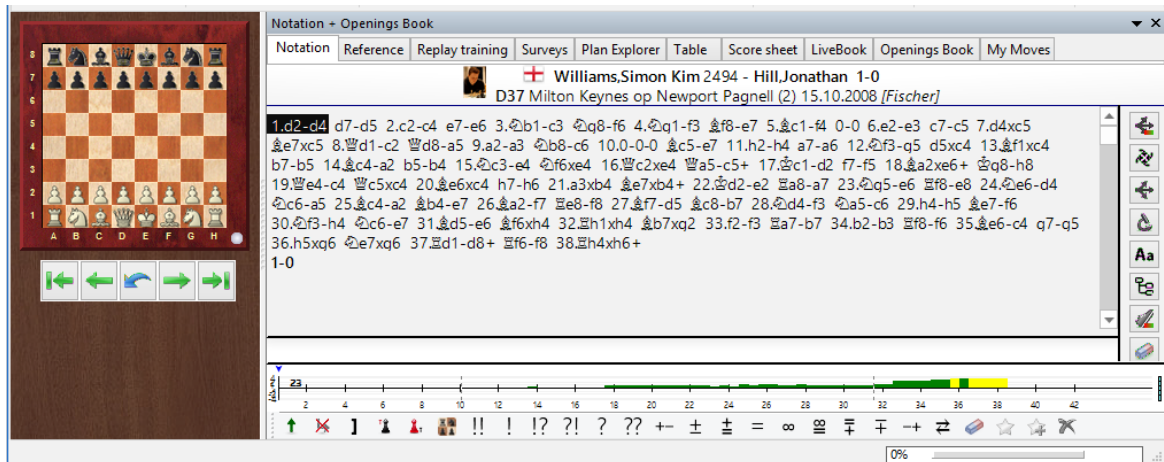 Notation + Openings Book
Notation Reference Replay training Surveys Plan Explorer Table Score sheet LiveBook Openings Book My Moves
Williams,Simon Kim 2494 - Hill,Jonathan 1-0
D37 Milton Keynes op Newport Pagnell (2) 15.10.2008 [Fischer]
1.d2-d4 d7-d5 2.c2-c4 e7-e6 3.♘b1-c3 ♘g8-f6 4.♘g1-f3 ♗f8-e7 5.♗c1-f4 0-0 6.e2-e3 c7-c5 7.d4xc5
♗e7xc5 8.♕d1-c2 ♕d8-a5 9.a2-a3 ♘b8-c6 10.0-0-0 ♗c5-e7 11.h2-h4 a7-a6 12.♘f3-g5 d5xc4 13.♗f1xc4
b7-b5 14.♗c4-a2 b5-b4 15.♘c3-e4 ♘f6xe4 16.♕c2xe4 ♕a5-c5+ 17.♔c1-d2 f7-f5 18.♗a2xe6+ ♔g8-h8
19.♕e4-c4 ♕c5xc4 20.♗e6xc4 h7-h6 21.a3xb4 ♗e7xb4+ 22.♔d2-e2 ♖a8-a7 23.♘g5-e6 ♖f8-e8 24.♘e6-d4
♘c6-a5 25.♗c4-a2 ♗b4-e7 26.♗a2-f7 ♖e8-f8 27.♗f7-d5 ♗c8-b7 28.♘d4-f3 ♘a5-c6 29.h4-h5 ♗e7-f6
30.♘f3-h4 ♘c6-e7 31.♗d5-e6 ♗f6xh4 32.♖h1xh4 ♗b7xg2 33.f2-f3 ♖a7-b7 34.b2-b3 ♖f8-f6 35.♗e6-c4 g7-g5
36.h5xg6 ♘e7xg6 37.♖d1-d8+ ♖f6-f8 38.♖h4xh6+
1-0
8
7
6
5
4
3
2
1
A B C D E F G H
Aa
23
2 4 6 8 10 12 14 16 18 20 22 24 26 28 30 32 34 36 38 40 42
] !! ! !? ?! ? ?? +- ± ⩲ = ∞ ⯹ ⩱ ∓ -+ ⇄
0%